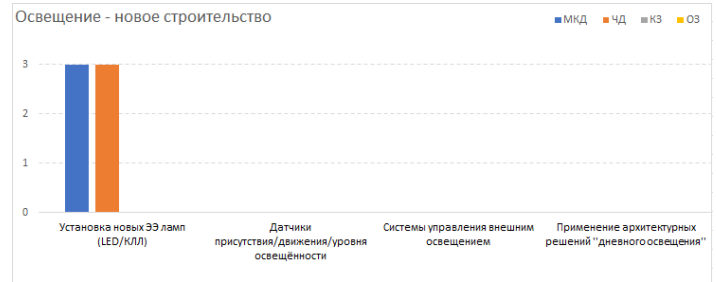 Освещение - новое строительство
МКД ЧД КЗ ОЗ
3
2
1
0
Установка новых ЭЭ ламп
(LED/КЛЛ)
Датчики
присутствия/движения/уровня
освещённости
Системы управления внешним
освещением
Применение архитектурных
решений "дневного освещения"